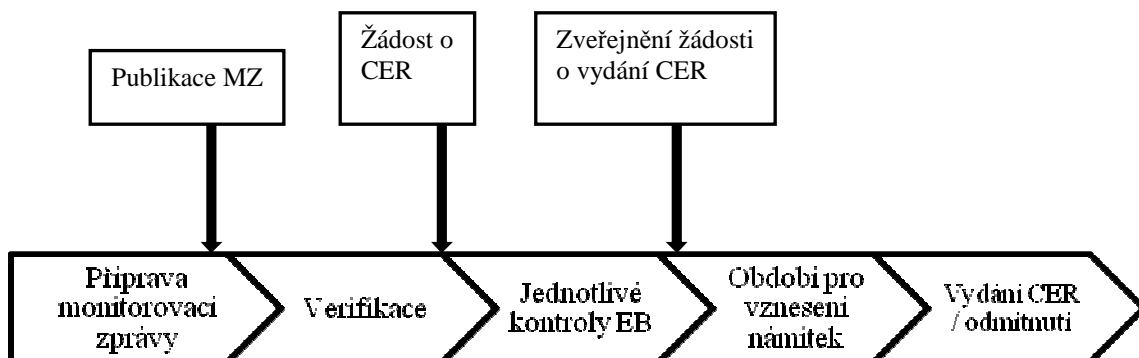 Publikace MZ
Žádost o
CER
Zveřejnění žádosti
o vydání CER
Příprava
monitorovací
zprávy
Verifikace
Jednotlivé
kontroly EB
Období pro
vznesení
námitek
Vydání CER
/ odmítnutí